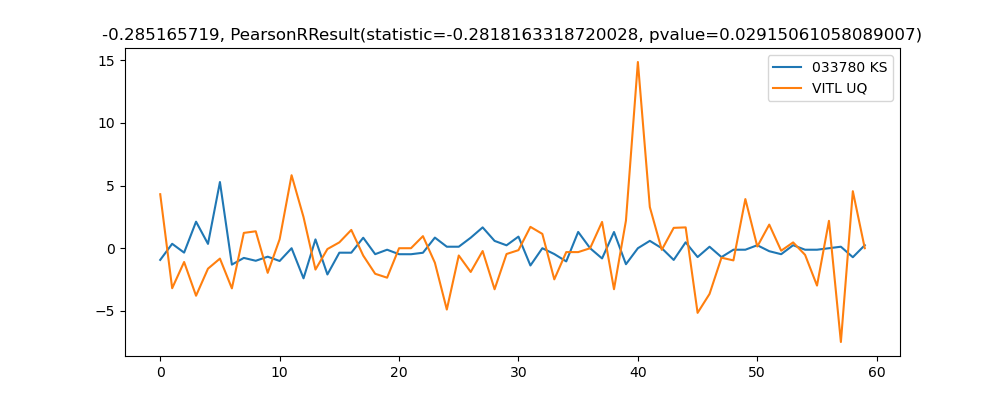 -0.285165719, PearsonRResult(statistic=-0.2818163318720028, pvalue=0.02915061058089007)
033780 KS
VITL UQ
15
10
5
0
−5
0 10 20 30 40 50 60